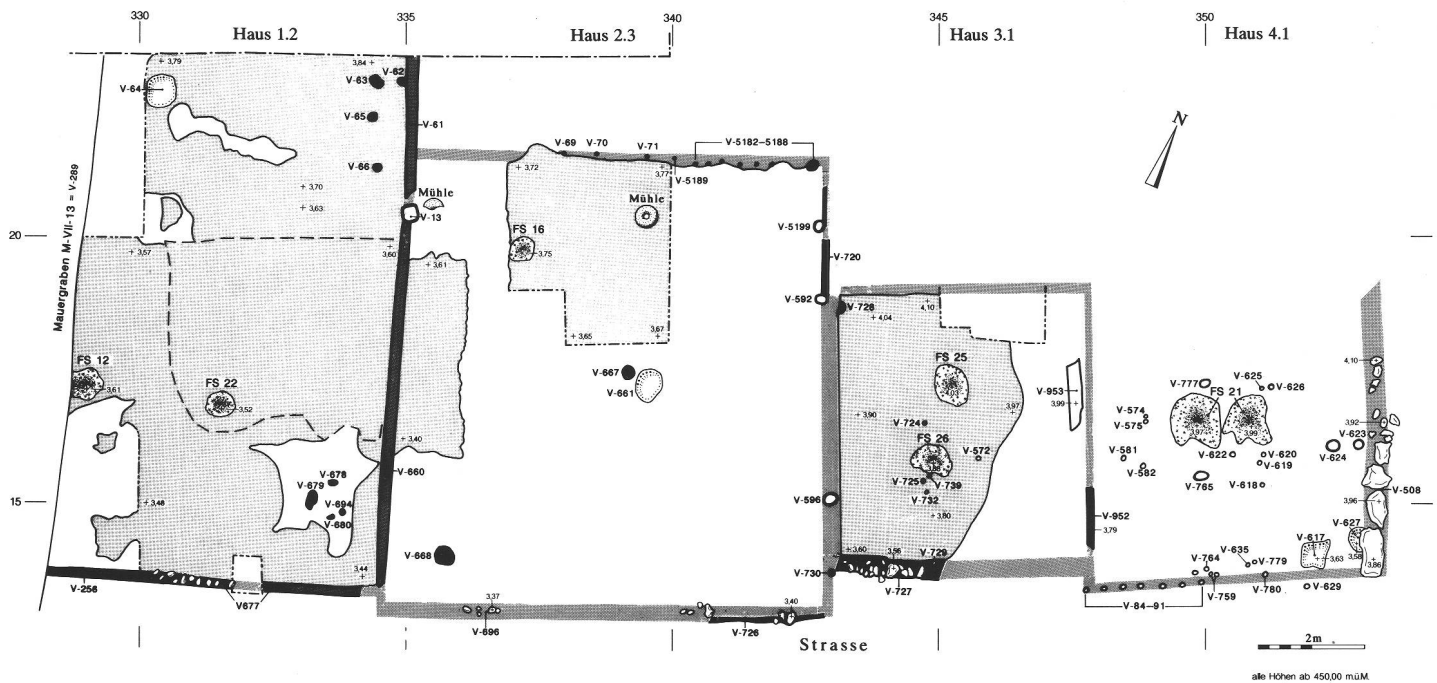 330 335 340 345 350
Haus 1.2 Haus 2.3 Haus 3.1 Haus 4.1
3,79 3,84 V-63 V-62
V-64
V-65 V-61
N
V-66 V-69 V-70 V-71 V-5182–5188
3,72 3,77 V-5189
3,70
3,63 Mühle Mühle
V-13
Mauergraben M-VII-13 = V-289
FS 16 V-5199
20
3,57 3,60 3,61 3,75 V-720
V-592 V-728 4,10
4,04
3,65 3,67
FS 12 FS 22 V-667 V-661 FS 25 V-953 V-777 FS 21 V-625 V-626 4,10
3,61 3,52 4,03 3,99
3,90 3,97 V-574 V-575 3,97 3,99 3,92
V-724
3,40 FS 26 V-572 V-581 V-582 V-622 V-620 V-619 V-624 V-623
V-660 V-678 V-679 V-725 V-739 V-732 V-765 V-618
15
3,48 V-694 V-680 V-596 3,80 V-952 3,79 3,96 V-508
V-668 3,60 3,56 V-729 V-764 V-635 V-779 V-617 V-627
3,44 V-730 V-727 3,63 3,58 3,86
V-256 V677 3,37 3,40 V-759 V-780 V-629
V-696 V-726 V-84-91
Strasse 2m
alle Höhen ab 450,00 m.ü.M.